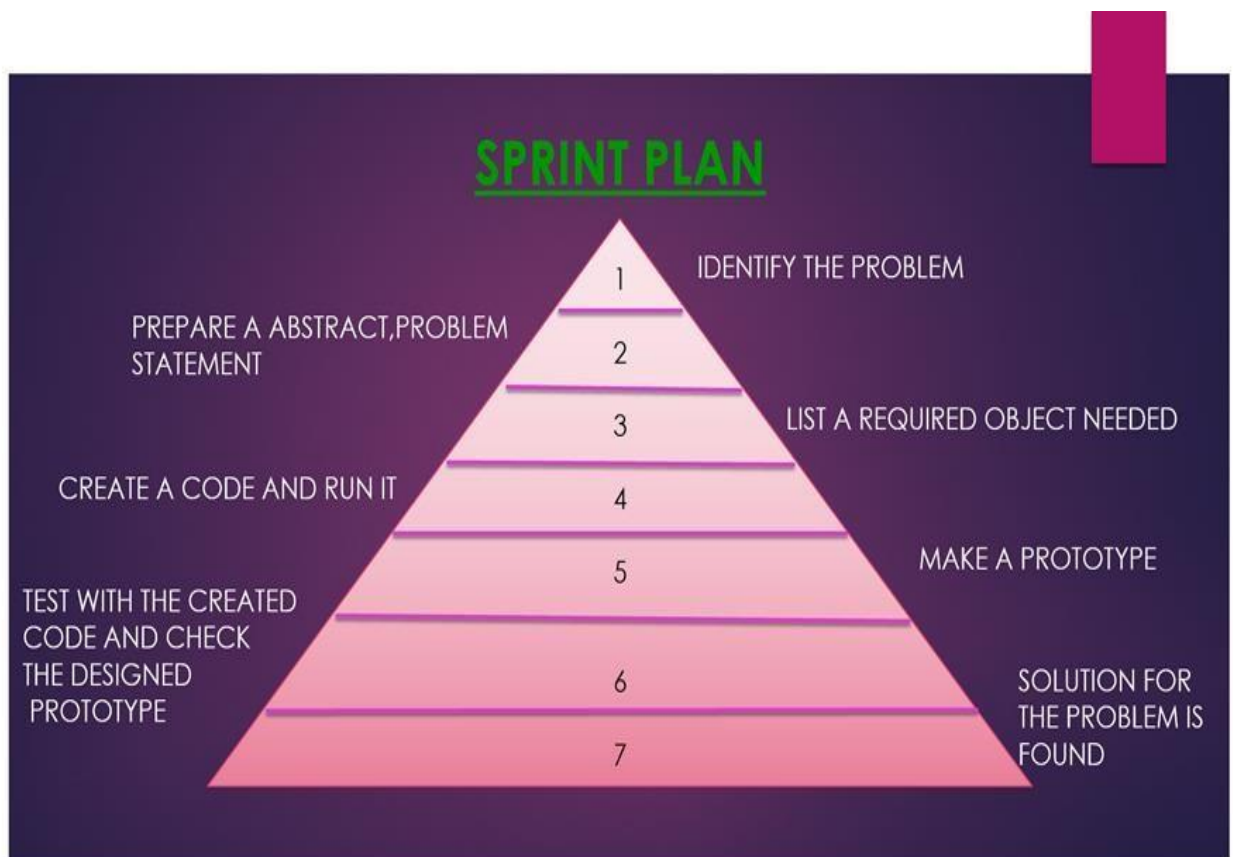 SPRINT PLAN
1
IDENTIFY THE PROBLEM
PREPARE A ABSTRACT,PROBLEM
STATEMENT
2
3
LIST A REQUIRED OBJECT NEEDED
CREATE A CODE AND RUN IT
4
5
MAKE A PROTOTYPE
TEST WITH THE CREATED
CODE AND CHECK
THE DESIGNED
PROTOTYPE
6
7
SOLUTION FOR
THE PROBLEM IS
FOUND